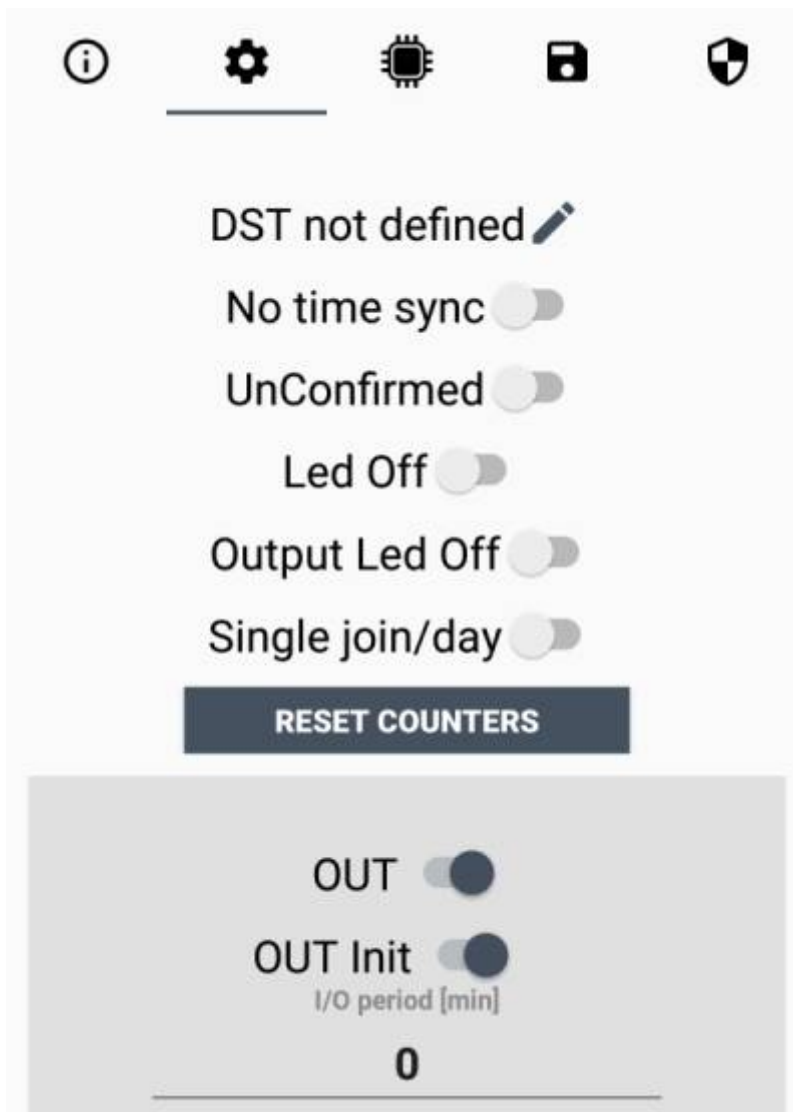 DST not defined
No time sync
UnConfirmed
Led Off
Output Led Off
Single join/day
RESET COUNTERS
OUT
OUT Init
I/O period [min]
0